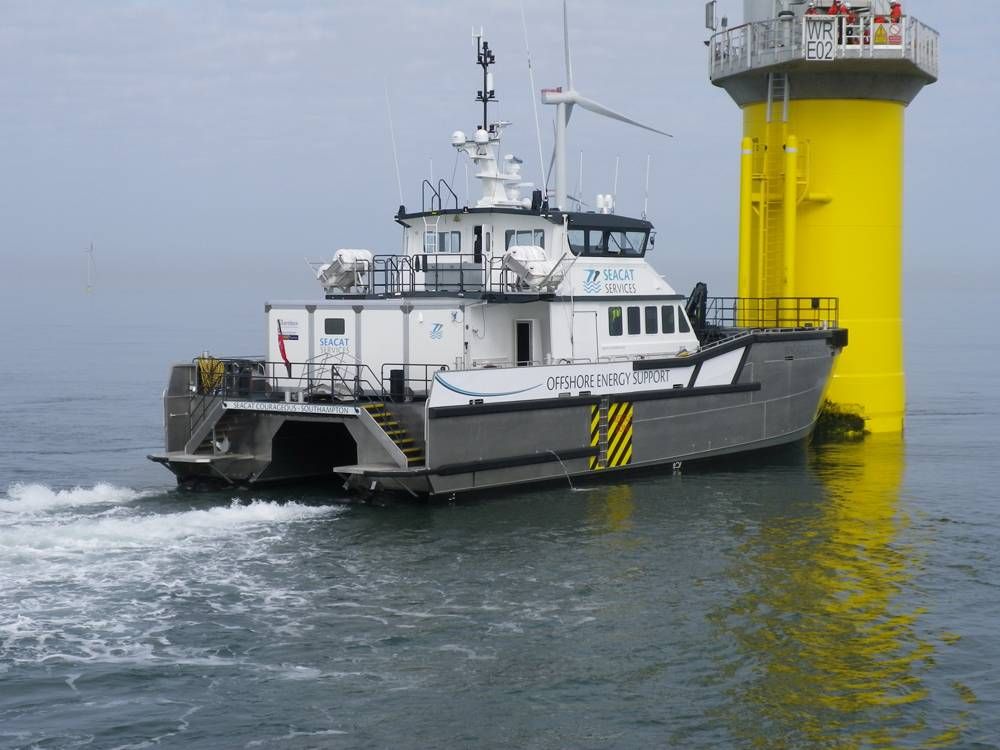 WR
E02
SEACAT
SERVICES
SEACAT
SERVICES
OFFSHORE ENERGY SUPPORT
SEACAT COURAGEOUS - SOUTHAMPTON